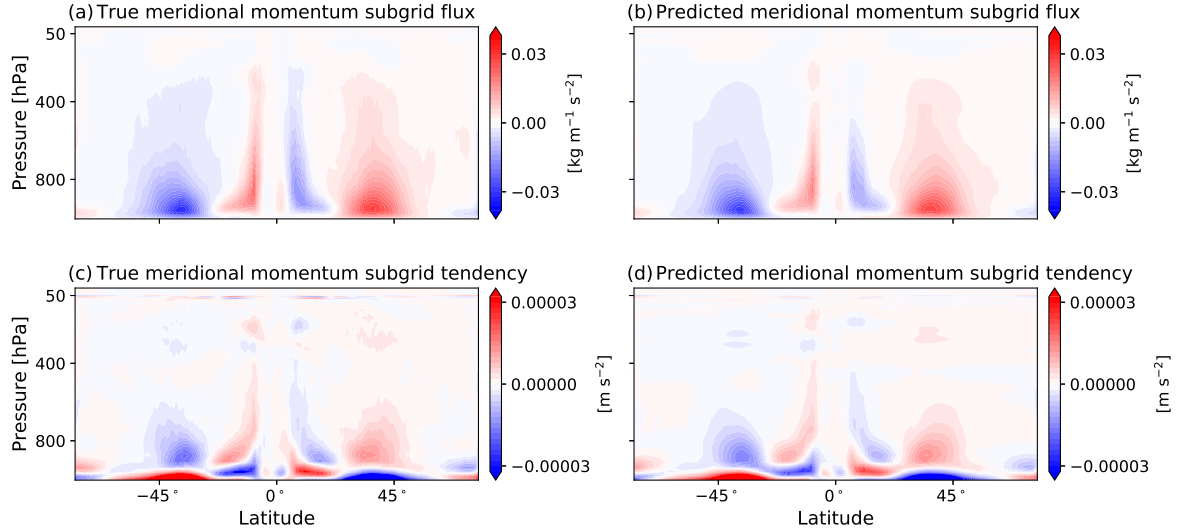 (a) True meridional momentum subgrid flux
(b) Predicted meridional momentum subgrid flux
Pressure [hPa]
50
400
800
0.03
0.00
−0.03
[kg m−1 s−2]
0.03
0.00
−0.03
[kg m−1 s−2]
(c) True meridional momentum subgrid tendency
(d) Predicted meridional momentum subgrid tendency
Pressure [hPa]
50
400
800
0.00003
0.00000
−0.00003
[m s−2]
0.00003
0.00000
−0.00003
[m s−2]
−45° 0° 45°
−45° 0° 45°
Latitude
Latitude